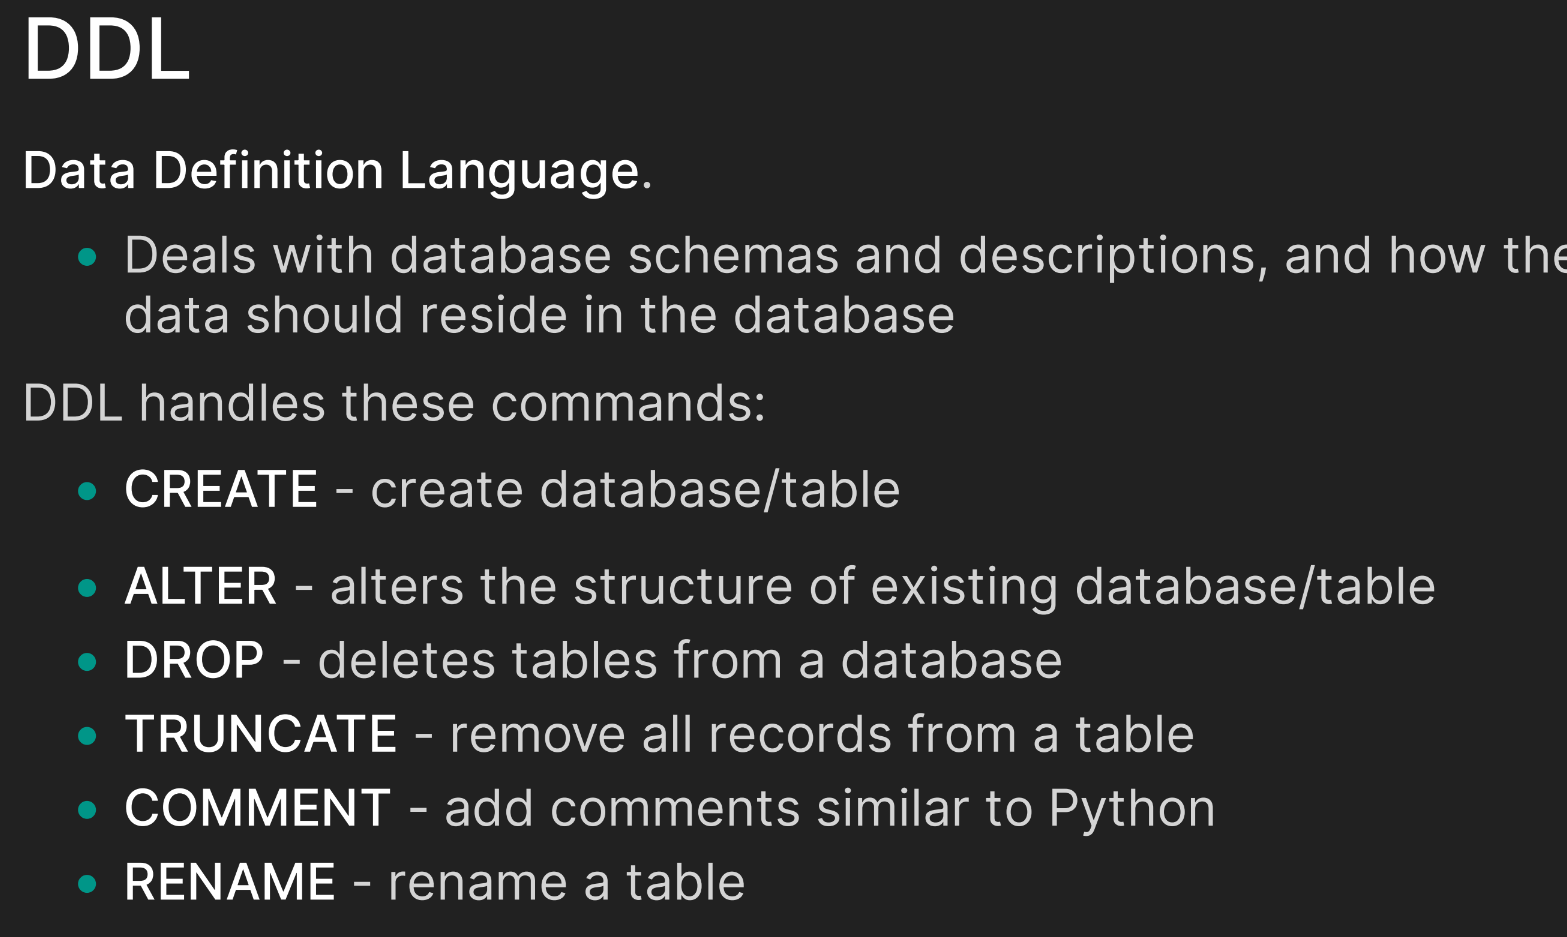 DDL
Data Definition Language.
Deals with database schemas and descriptions, and how the
data should reside in the database
DDL handles these commands:
CREATE - create database/table
ALTER - alters the structure of existing database/table
DROP - deletes tables from a database
TRUNCATE - remove all records from a table
COMMENT - add comments similar to Python
RENAME - rename a table